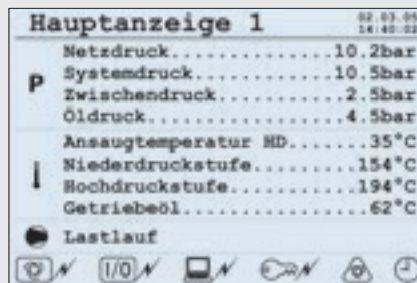 Hauptanzeige 1
02.03.05
14:40:02
P
Netzdruck..............10.2bar
Systemdruck............10.5bar
Zwischendruck...........2.5bar
Öldruck.................4.5bar
Ansaugtemperatur HD......35°C
Niederdruckstufe........154°C
Hochdruckstufe..........194°C
Getriebeöl...............62°C
Lastlauf
I/O